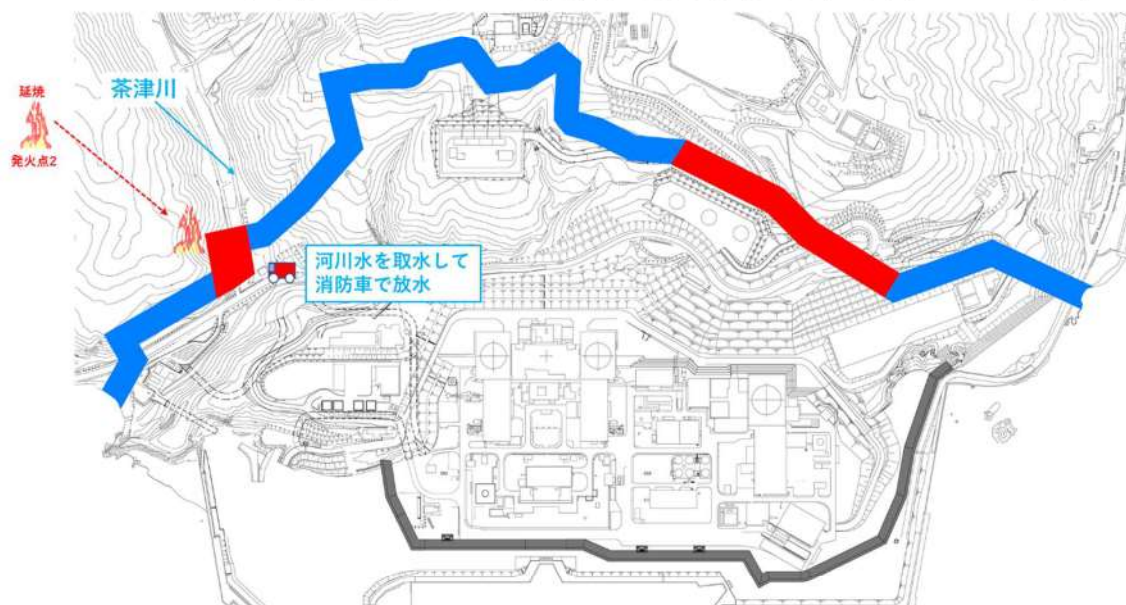 延焼
発火点2
茶津川
河川水を取水して
消防車で放水